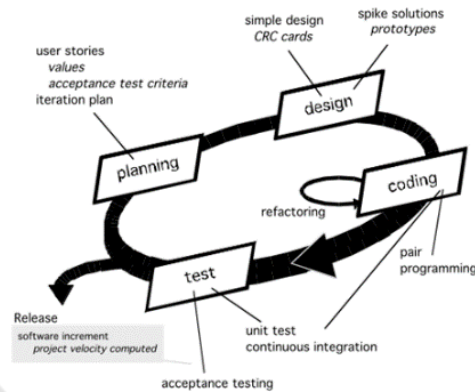 simple design
CRC cards
spike solutions
prototypes
user stories
values
acceptance test criteria
iteration plan
design
planning
coding
refactoring
pair
programming
test
Release
software increment
project velocity computed
unit test
continuous integration
acceptance testing